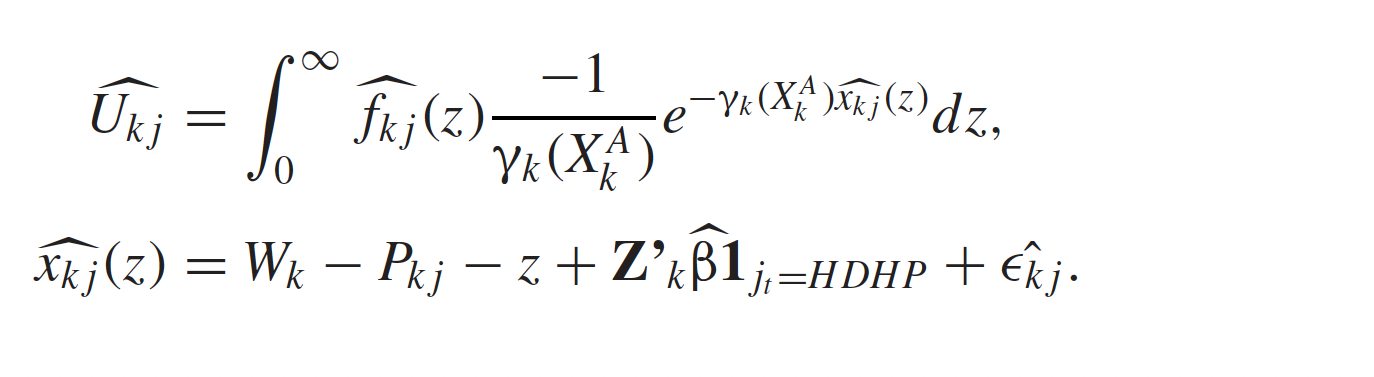 $$\widehat{U_{kj}} = \int_0^\infty \widehat{f_{kj}}(z) \frac{-1}{\gamma_k(X_k^A)} e^{-\gamma_k(X_k^A)\widehat{x_{kj}}(z)} dz,$$
$$\widehat{x_{kj}}(z) = W_k - P_{kj} - z + \mathbf{Z’}_k \widehat{\beta} \mathbf{1}_{j_t = HDHP} + \hat{\epsilon_{kj}}.$$